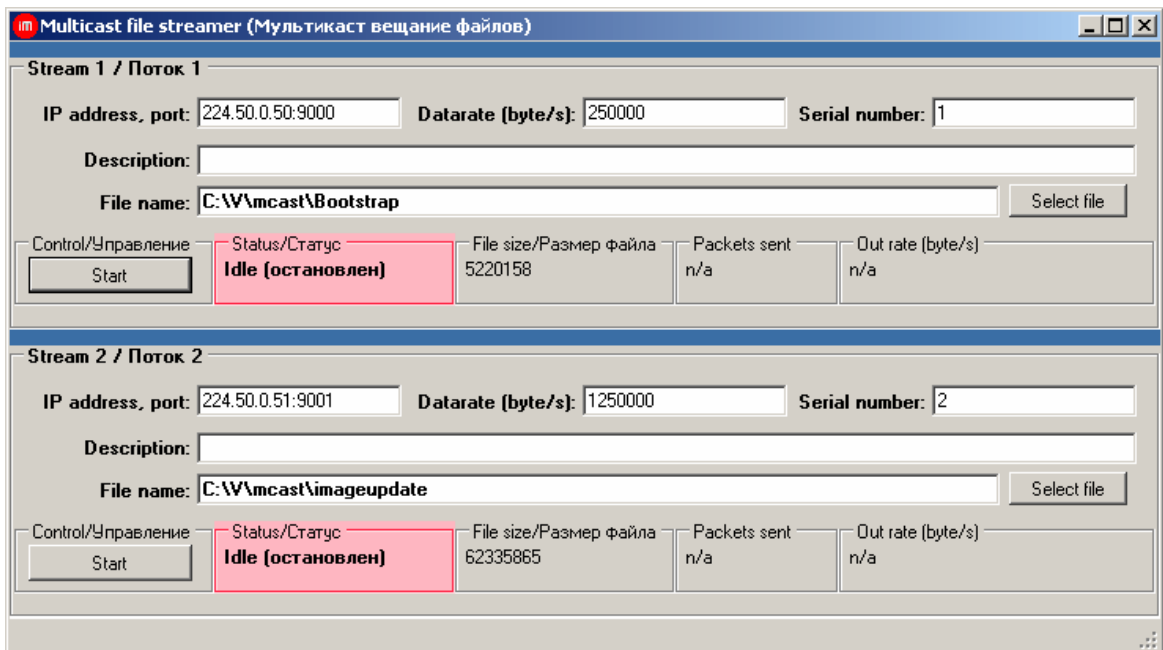 im Multicast file streamer (Мультикаст вещание файлов)
Stream 1 / Поток 1
IP address, port: 224.50.0.50:9000 Datarate (byte/s): 250000 Serial number: 1
Description:
File name: C:\V\mcast\Bootstrap Select file
Control/Управление Status/Статус File size/Размер файла Packets sent Out rate (byte/s)
Start Idle (остановлен) 5220158 n/a n/a
Stream 2 / Поток 2
IP address, port: 224.50.0.51:9001 Datarate (byte/s): 1250000 Serial number: 2
Description:
File name: C:\V\mcast\imageupdate Select file
Control/Управление Status/Статус File size/Размер файла Packets sent Out rate (byte/s)
Start Idle (остановлен) 62335865 n/a n/a